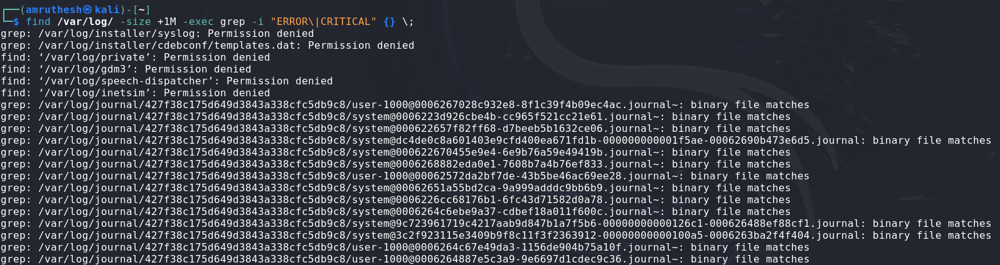 ┌──(amruthesh㉿kali)-[~]
└─$ find /var/log/ -size +1M -exec grep -i "ERROR\|CRITICAL" {} \;
grep: /var/log/installer/syslog: Permission denied
grep: /var/log/installer/cdebconf/templates.dat: Permission denied
find: ‘/var/log/private’: Permission denied
find: ‘/var/log/gdm3’: Permission denied
find: ‘/var/log/speech-dispatcher’: Permission denied
find: ‘/var/log/inetsim’: Permission denied
grep: /var/log/journal/427f38c175d649d3843a338cfc5db9c8/user-1000@0006267028c932e8-8f1c39f4b09ec4ac.journal~: binary file matches
grep: /var/log/journal/427f38c175d649d3843a338cfc5db9c8/system@0006223d926cbe4b-cc965f521cc21e61.journal~: binary file matches
grep: /var/log/journal/427f38c175d649d3843a338cfc5db9c8/system@000622657f82ff68-d7beeb5b1632ce06.journal~: binary file matches
grep: /var/log/journal/427f38c175d649d3843a338cfc5db9c8/system@dc4de0c8a601403e9cfd400ea671fd1b-000000000001f5ae-00062690b473e6d5.journal: binary file matches
grep: /var/log/journal/427f38c175d649d3843a338cfc5db9c8/system@000622670455e9e4-6e9b76a59e49419b.journal~: binary file matches
grep: /var/log/journal/427f38c175d649d3843a338cfc5db9c8/system@0006268882eda0e1-7608b7a4b76ef833.journal~: binary file matches
grep: /var/log/journal/427f38c175d649d3843a338cfc5db9c8/user-1000@00062572da2bf7de-43b5be46ac69ee28.journal~: binary file matches
grep: /var/log/journal/427f38c175d649d3843a338cfc5db9c8/system@00062651a55bd2ca-9a999adddc9bb6b9.journal~: binary file matches
grep: /var/log/journal/427f38c175d649d3843a338cfc5db9c8/system@0006226cc68176b1-6fc43d71582d0a78.journal~: binary file matches
grep: /var/log/journal/427f38c175d649d3843a338cfc5db9c8/system@0006264c6ebe9a37-cdbef18a011f600c.journal~: binary file matches
grep: /var/log/journal/427f38c175d649d3843a338cfc5db9c8/system@9c723961719c4217aab9d847b1a7f5b6-00000000000126c1-000626488ef88cf1.journal: binary file matches
grep: /var/log/journal/427f38c175d649d3843a338cfc5db9c8/system@3c2f923115e3409b9f8c11f3f2363912-00000000000100a5-0006263ba2f4f404.journal: binary file matches
grep: /var/log/journal/427f38c175d649d3843a338cfc5db9c8/user-1000@0006264c67e49da3-1156de904b75a10f.journal~: binary file matches
grep: /var/log/journal/427f38c175d649d3843a338cfc5db9c8/user-1000@0006264887e5c3a9-9e6697d1cdec9c36.journal~: binary file matches